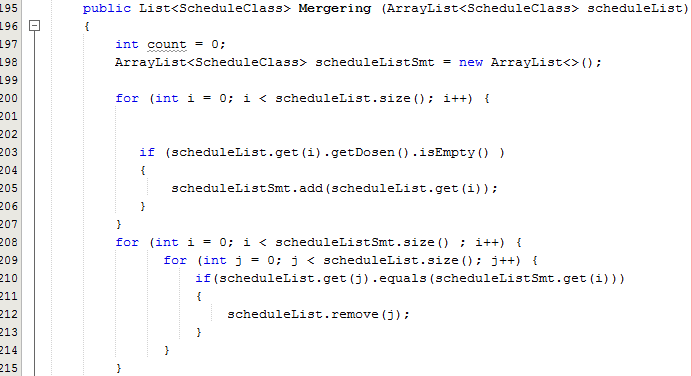 195 public List<ScheduleClass> Mergering (ArrayList<ScheduleClass> scheduleList)
196 {
197 int count = 0;
198 ArrayList<ScheduleClass> scheduleListSmt = new ArrayList<>();
199
200 for (int i = 0; i < scheduleList.size(); i++) {
201
202
203 if (scheduleList.get(i).getDosen().isEmpty() )
204 {
205 scheduleListSmt.add(scheduleList.get(i));
206 }
207 }
208 for (int i = 0; i < scheduleListSmt.size() ; i++) {
209 for (int j = 0; j < scheduleList.size(); j++) {
210 if(scheduleList.get(j).equals(scheduleListSmt.get(i)))
211 {
212 scheduleList.remove(j);
213 }
214 }
215 }